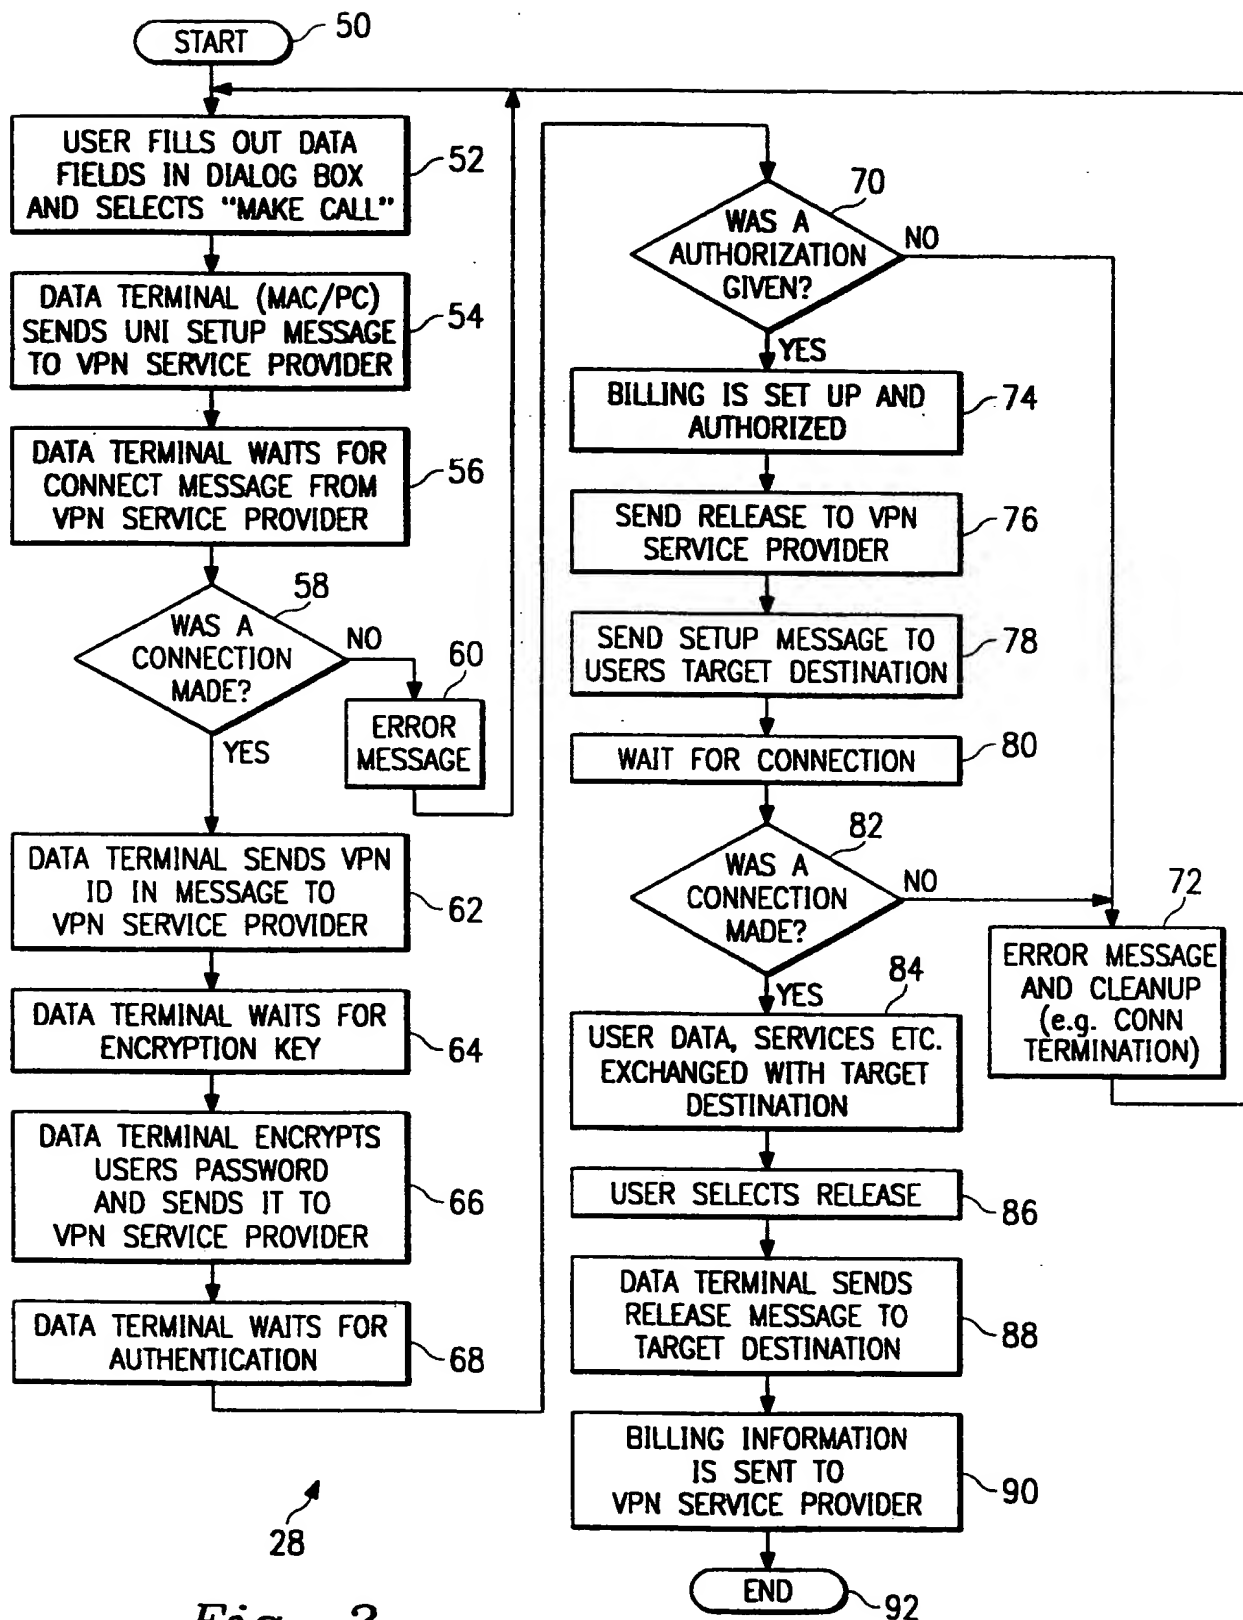 START
50
USER FILLS OUT DATA
FIELDS IN DIALOG BOX
AND SELECTS "MAKE CALL"
52
DATA TERMINAL (MAC/PC)
SENDS UNI SETUP MESSAGE
TO VPN SERVICE PROVIDER
54
DATA TERMINAL WAITS FOR
CONNECT MESSAGE FROM
VPN SERVICE PROVIDER
56
58
WAS A
CONNECTION
MADE?
NO
YES
60
ERROR
MESSAGE
DATA TERMINAL SENDS VPN
ID IN MESSAGE TO
VPN SERVICE PROVIDER
62
DATA TERMINAL WAITS FOR
ENCRYPTION KEY
64
DATA TERMINAL ENCRYPTS
USERS PASSWORD
AND SENDS IT TO
VPN SERVICE PROVIDER
66
DATA TERMINAL WAITS FOR
AUTHENTICATION
68
70
WAS A
AUTHORIZATION
GIVEN?
NO
YES
BILLING IS SET UP AND
AUTHORIZED
74
SEND RELEASE TO VPN
SERVICE PROVIDER
76
SEND SETUP MESSAGE TO
USERS TARGET DESTINATION
78
WAIT FOR CONNECTION
80
82
WAS A
CONNECTION
MADE?
NO
YES
72
ERROR MESSAGE
AND CLEANUP
(e.g. CONN
TERMINATION)
84
USER DATA, SERVICES ETC.
EXCHANGED WITH TARGET
DESTINATION
USER SELECTS RELEASE
86
DATA TERMINAL SENDS
RELEASE MESSAGE TO
TARGET DESTINATION
88
BILLING INFORMATION
IS SENT TO
VPN SERVICE PROVIDER
90
END
92
28